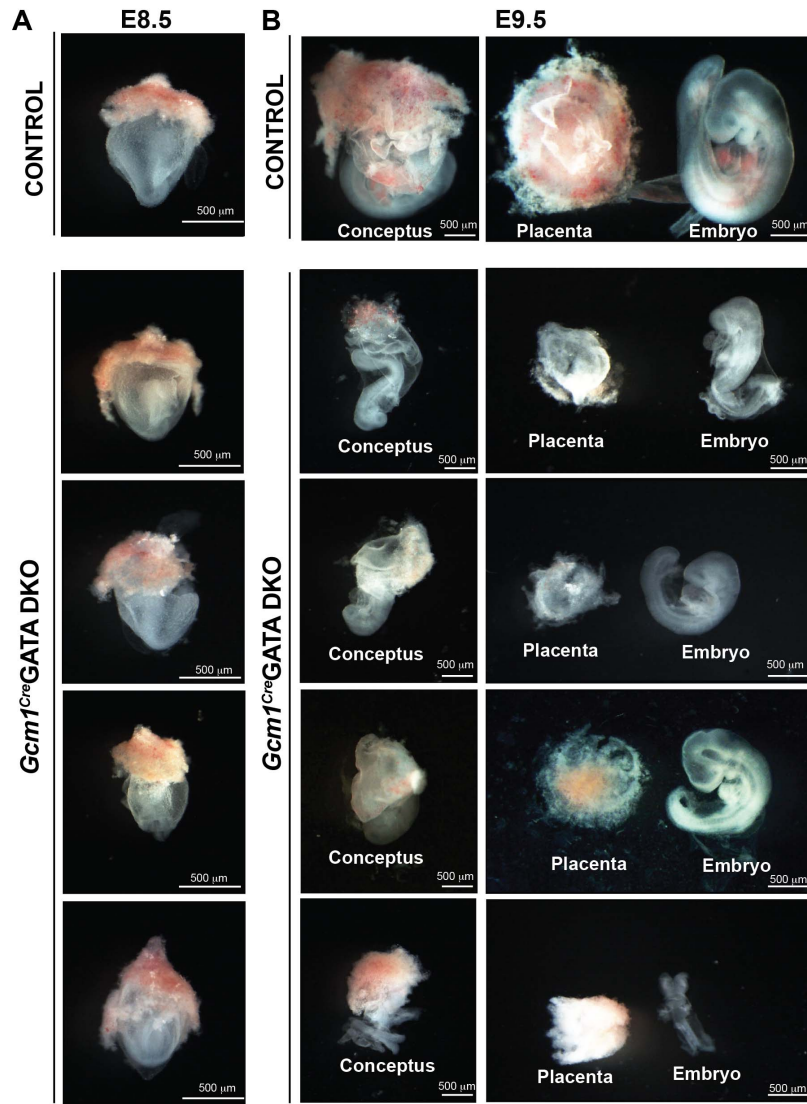 A
E8.5
B
E9.5
CONTROL
500 μm
CONTROL
Conceptus
500 μm
Placenta
Embryo
500 μm
Gcm1CreGATA DKO
500 μm
500 μm
500 μm
500 μm
Gcm1CreGATA DKO
Conceptus
500 μm
Placenta
Embryo
500 μm
Conceptus
500 μm
Placenta
Embryo
500 μm
Conceptus
500 μm
Placenta
Embryo
500 μm
Conceptus
500 μm
Placenta
Embryo
500 μm